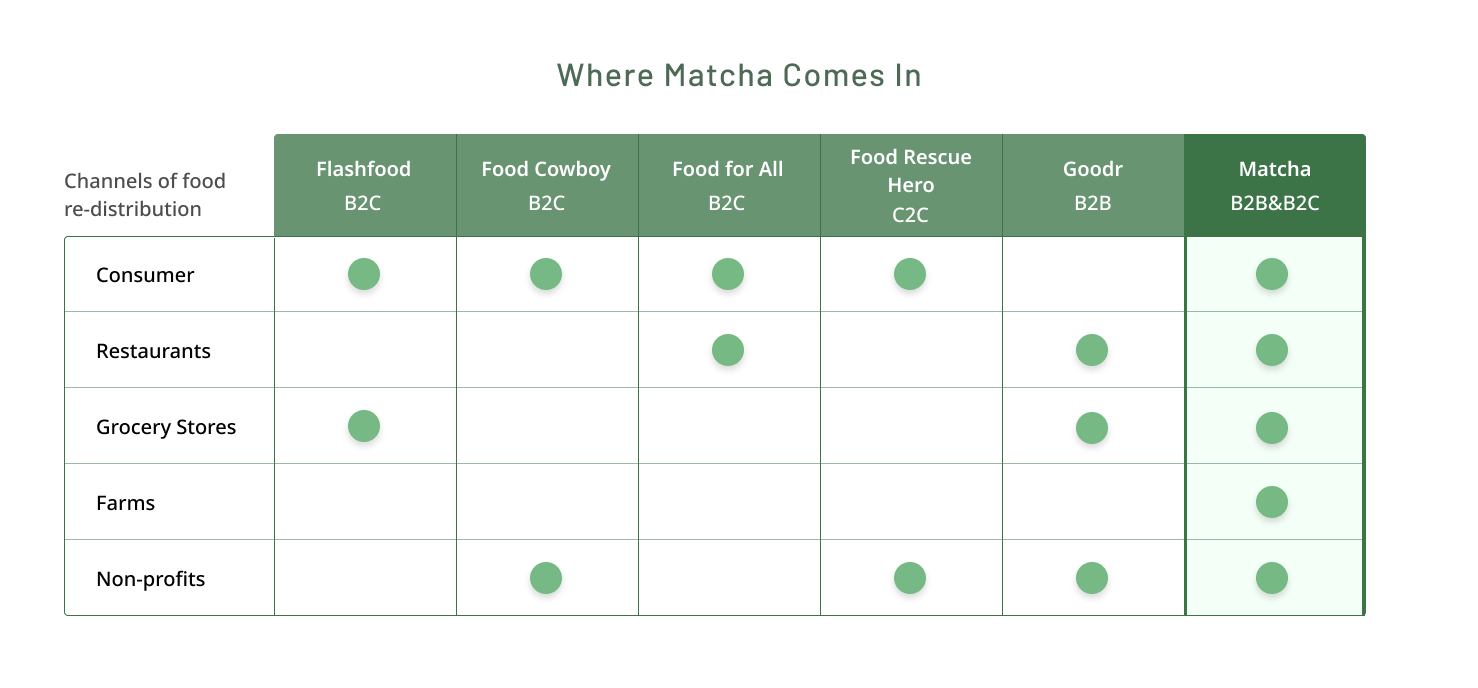 Where Matcha Comes In
Channels of food
re-distribution
Flashfood
B2C
Food Cowboy
B2C
Food for All
B2C
Food Rescue
Hero
C2C
Goodr
B2B
Matcha
B2B&B2C
Consumer
Restaurants
Grocery Stores
Farms
Non-profits